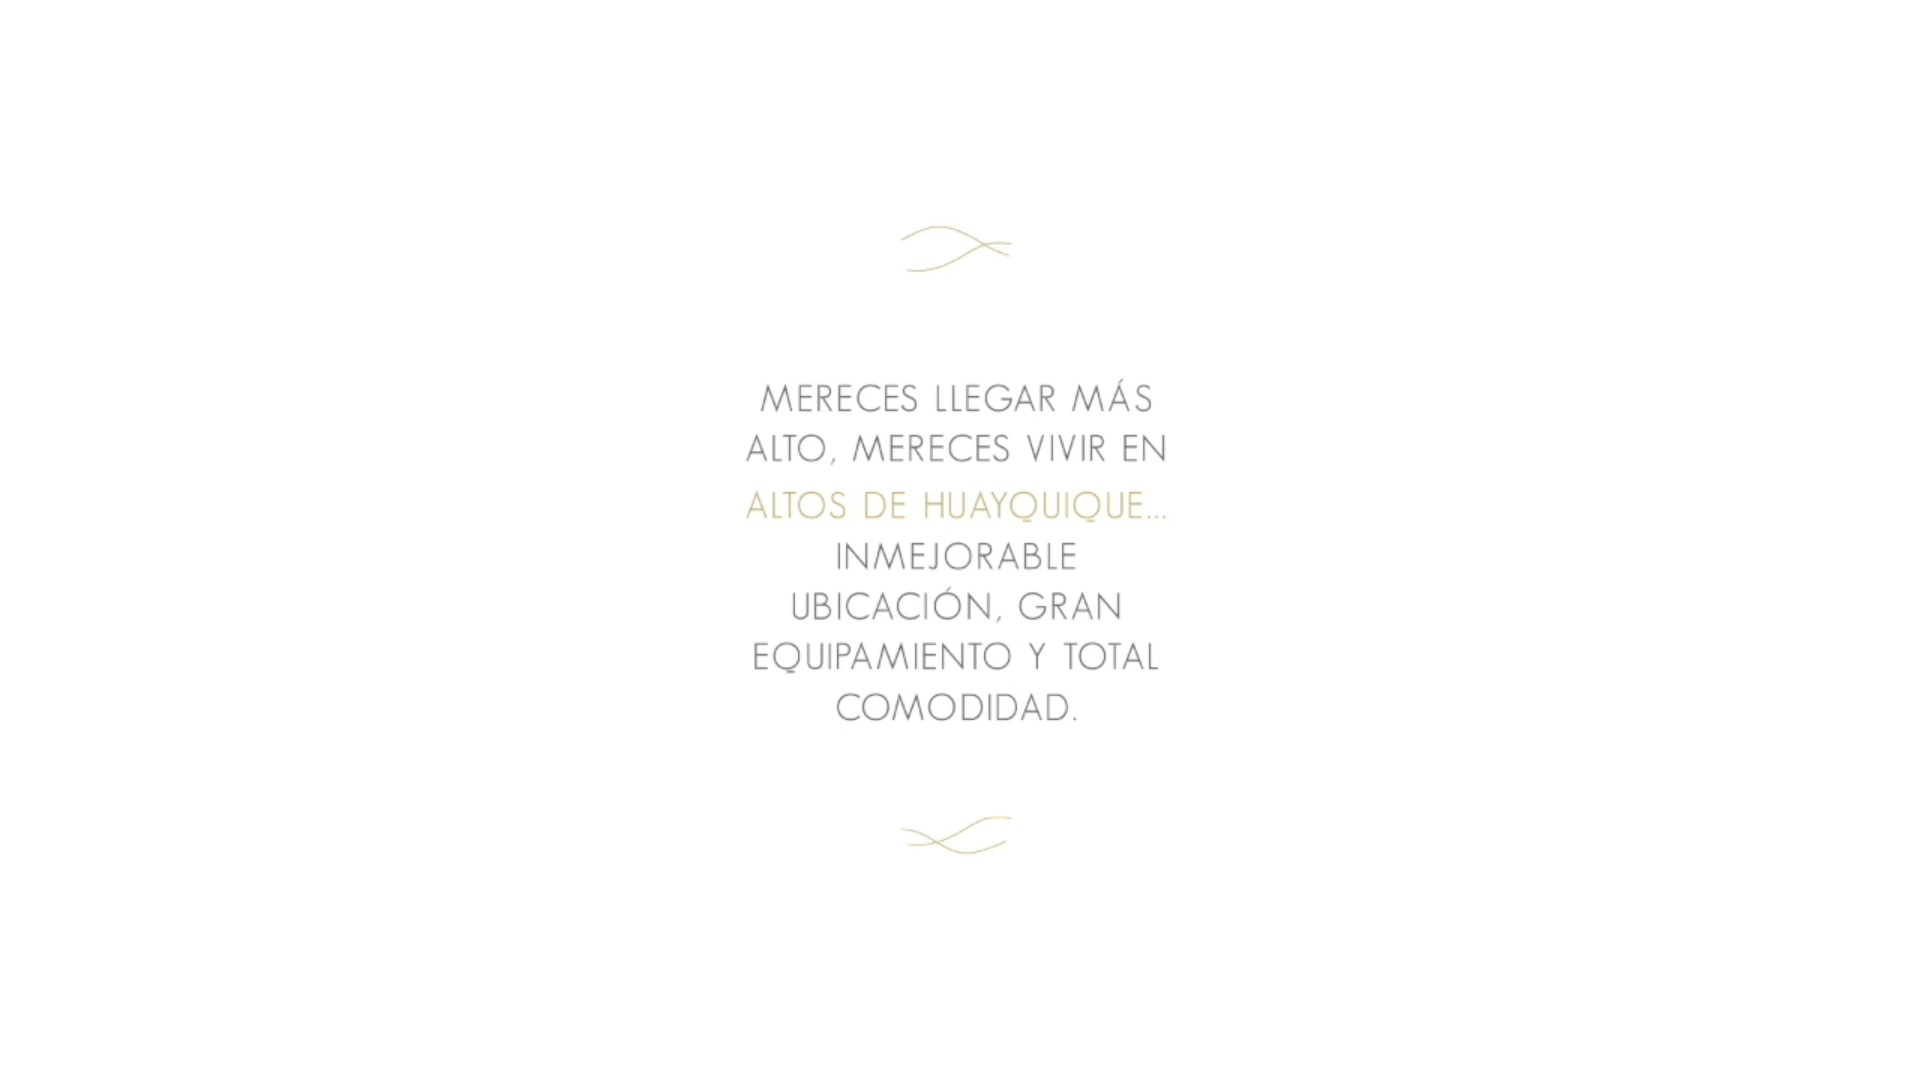 MERECES LLEGAR MÁS
ALTO, MERECES VIVIR EN
ALTOS DE HUAYQUIQUE...
INMEJORABLE
UBICACIÓN, GRAN
EQUIPAMIENTO Y TOTAL
COMODIDAD.